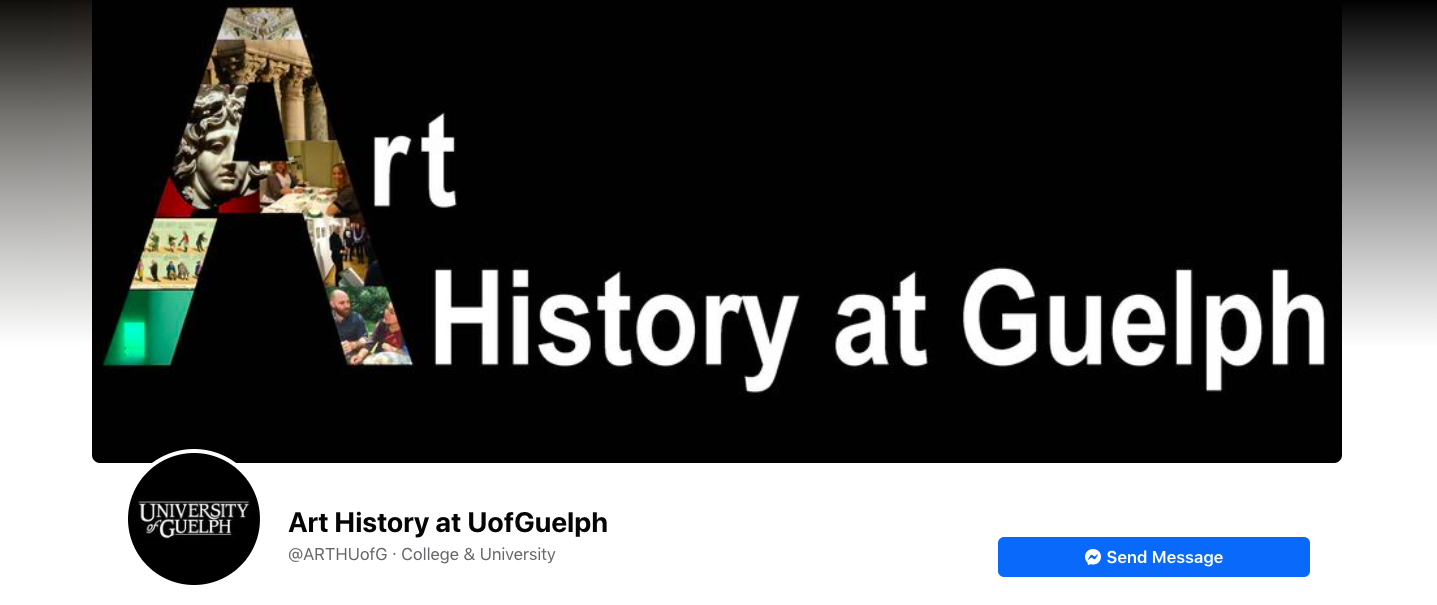 Art
History at Guelph
UNIVERSITY
of GUELPH
Art History at UofGuelph
@ARTHUofG · College & University
Send Message